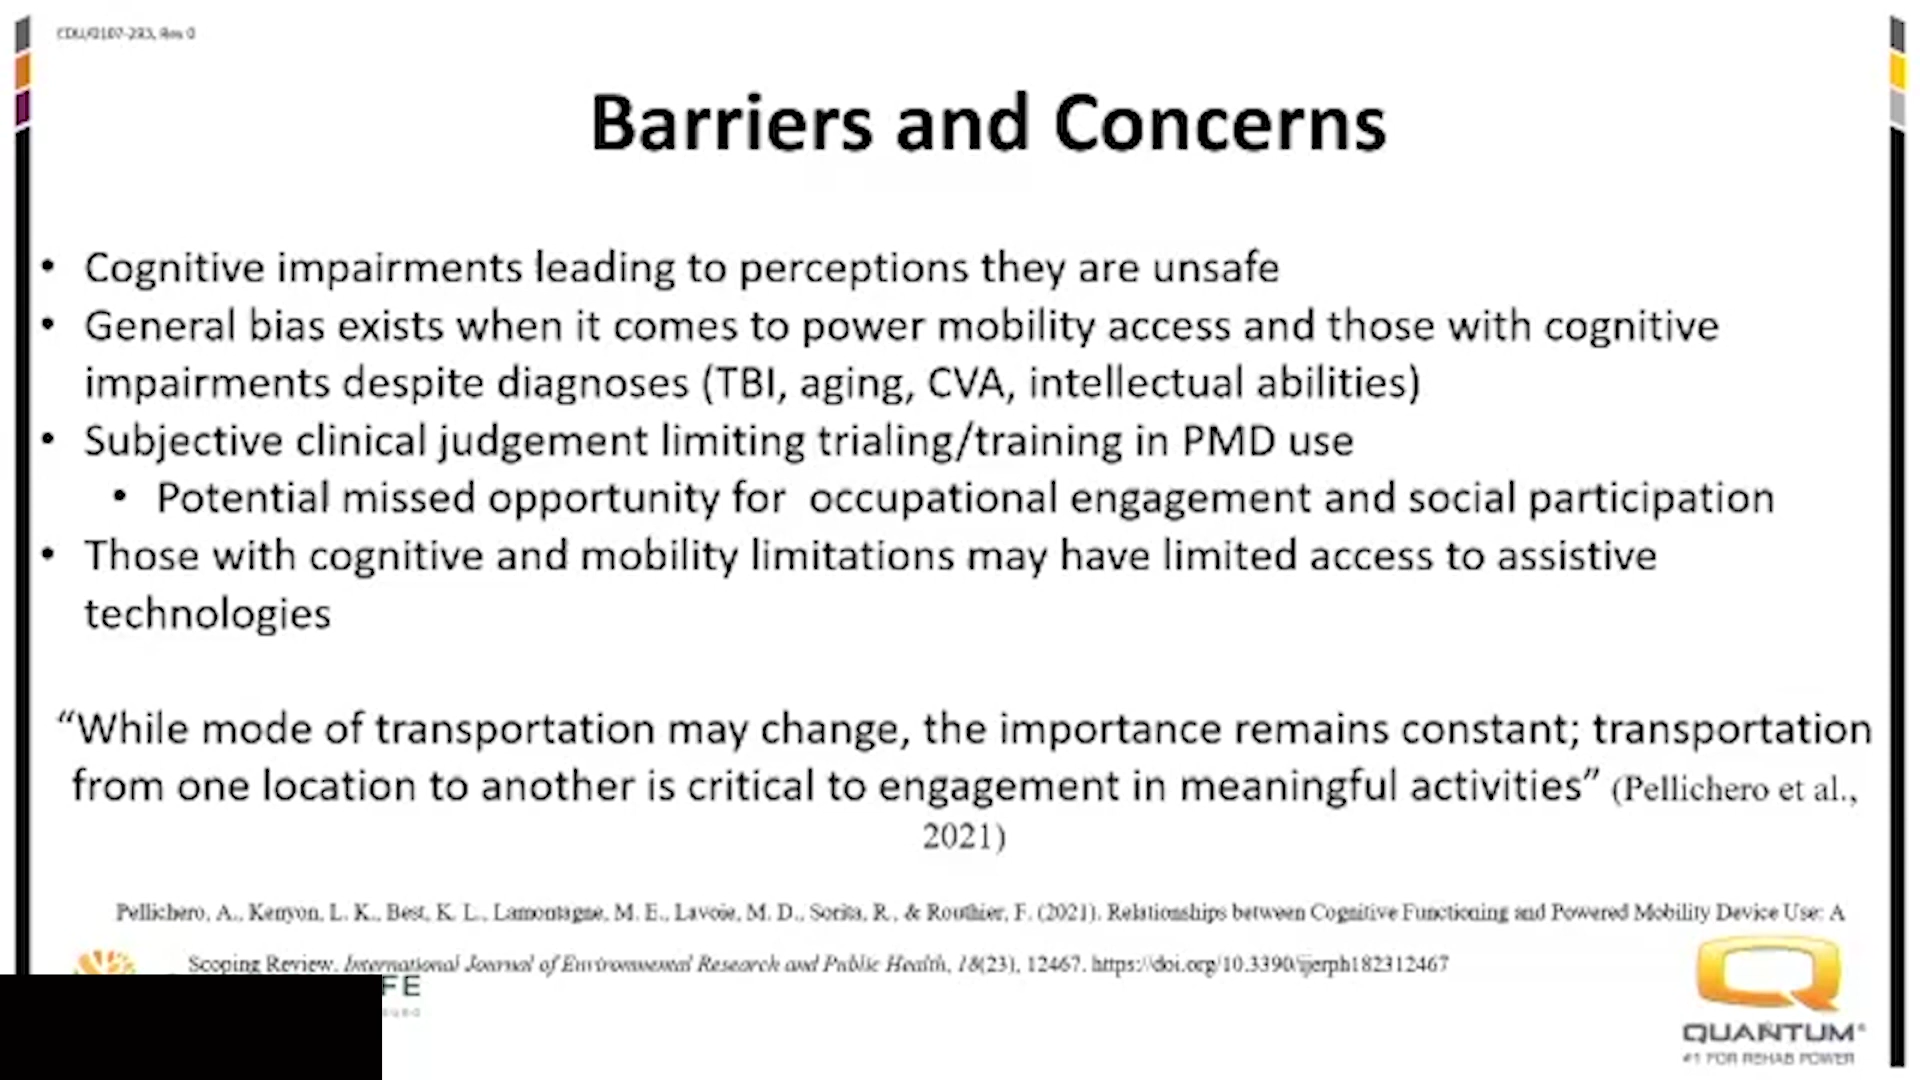 Barriers and Concerns
• Cognitive impairments leading to perceptions they are unsafe
• General bias exists when it comes to power mobility access and those with cognitive
impairments despite diagnoses (TBI, aging, CVA, intellectual abilities)
• Subjective clinical judgement limiting trialing/training in PMD use
• Potential missed opportunity for occupational engagement and social participation
• Those with cognitive and mobility limitations may have limited access to assistive
technologies
“While mode of transportation may change, the importance remains constant; transportation
from one location to another is critical to engagement in meaningful activities” (Pellichero et al.,
2021)
Pellichero, A., Kenyon, L. K., Best, K. L., Lamontagne, M. E., Lavoie, M. D., Sorita, R., & Routhier, F. (2021). Relationships between Cognitive Functioning and Powered Mobility Device Use: A
Scoping Review. International Journal of Environmental Research and Public Health, 18(23), 12467. https://doi.org/10.3390/ijerph182312467
FE
QUANTUM®
#1 FOR REHAB POWER